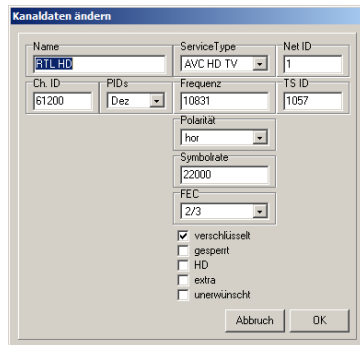 Kanaldaten ändern
Name ServiceType Net ID
RTL HD AVC HD TV 1
Ch. ID PIDs Frequenz TS ID
61200 Dez 10831 1057
Polarität
hor
Symbolrate
22000
FEC
2/3
verschlüsselt
gesperrt
HD
extra
unerwünscht
Abbruch OK